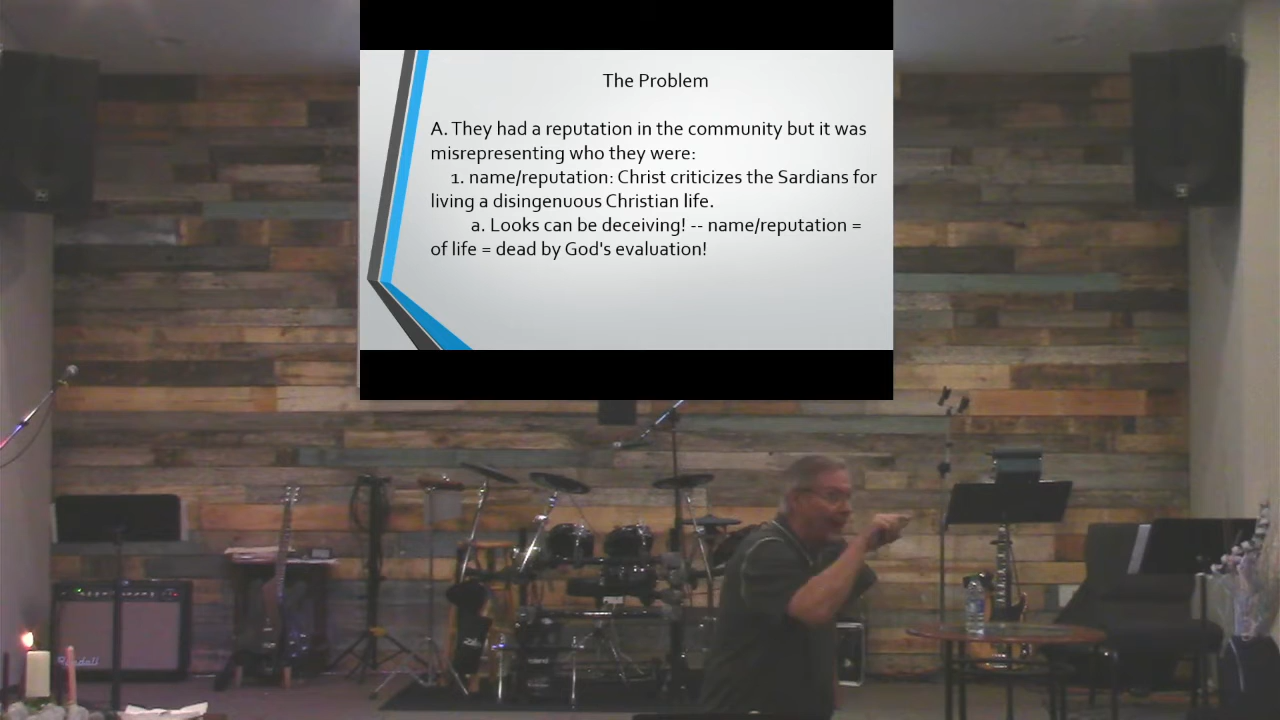 The Problem
A. They had a reputation in the community but it was
misrepresenting who they were:
1. name/reputation: Christ criticizes the Sardians for
living a disingenuous Christian life.
a. Looks can be deceiving! -- name/reputation =
of life = dead by God's evaluation!
Randall
Roland